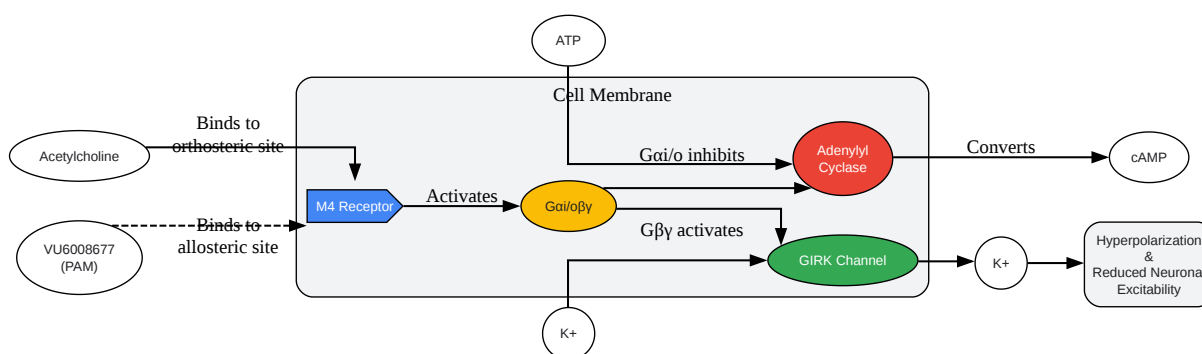 ATP
Cell Membrane
Binds to
orthosteric site
Acetylcholine
Gαi/o inhibits
Adenylyl
Cyclase
Converts
cAMP
M4 Receptor
Activates
Gαi/oβγ
Binds to
allosteric site
VU6008677
(PAM)
Gβγ activates
GIRK Channel
K+
Hyperpolarization
&
Reduced Neurona
Excitability
K+